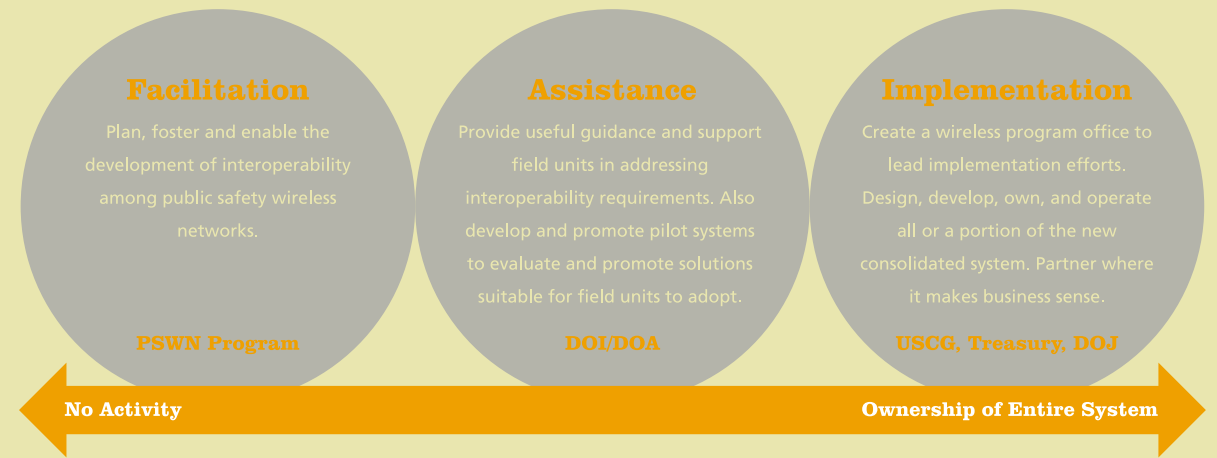 Facilitation
Plan, foster and enable the
development of interoperability
among public safety wireless
networks.
PSWN Program
Assistance
Provide useful guidance and support
field units in addressing
interoperability requirements. Also
develop and promote pilot systems
to evaluate and promote solutions
suitable for field units to adopt.
DOI/DOA
Implementation
Create a wireless program office to
lead implementation efforts.
Design, develop, own, and operate
all or a portion of the new
consolidated system. Partner where
it makes business sense.
USCG, Treasury, DOJ
No Activity
Ownership of Entire System